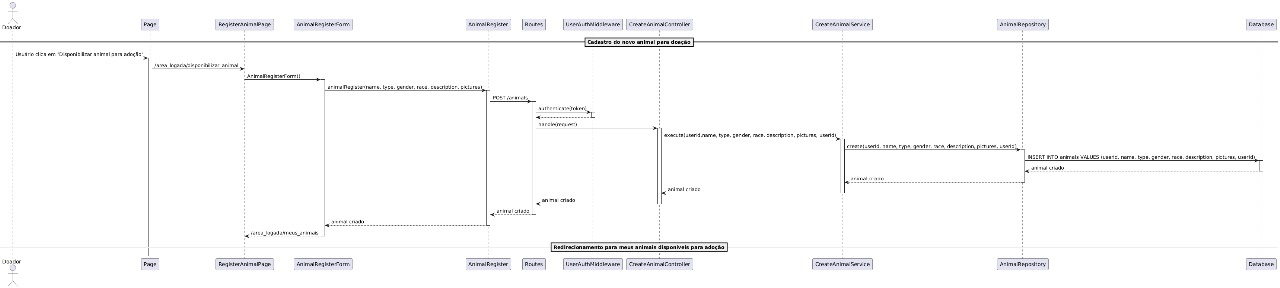 Doador
Page
RegisterAnimalPage
AnimalRegisterForm
AnimalRegister
Routes
UserAuthMiddleware
CreateAnimalController
CreateAnimalService
AnimalRepository
Database
Cadastro do novo animal para doação
Usuário clica em "Disponibilizar animal para adoção"
/area_logada/disponibilizar_animal
AnimalRegisterForm()
animalRegister(name, type, gender, race, description, pictures)
POST /animals
authenticate(token)
handle(request)
execute(userId,name, type, gender, race, description, pictures, userId)
create(userId, name, type, gender, race, description, pictures, userId)
INSERT INTO animals VALUES (userId, name, type, gender, race, description, pictures, userId)
animal criado
animal criado
animal criado
animal criado
animal criado
animal criado
/area_logada/meus_animais
Redirecionamento para meus animais disponíveis para adoção
Doador
Page
RegisterAnimalPage
AnimalRegisterForm
AnimalRegister
Routes
UserAuthMiddleware
CreateAnimalController
CreateAnimalService
AnimalRepository
Database